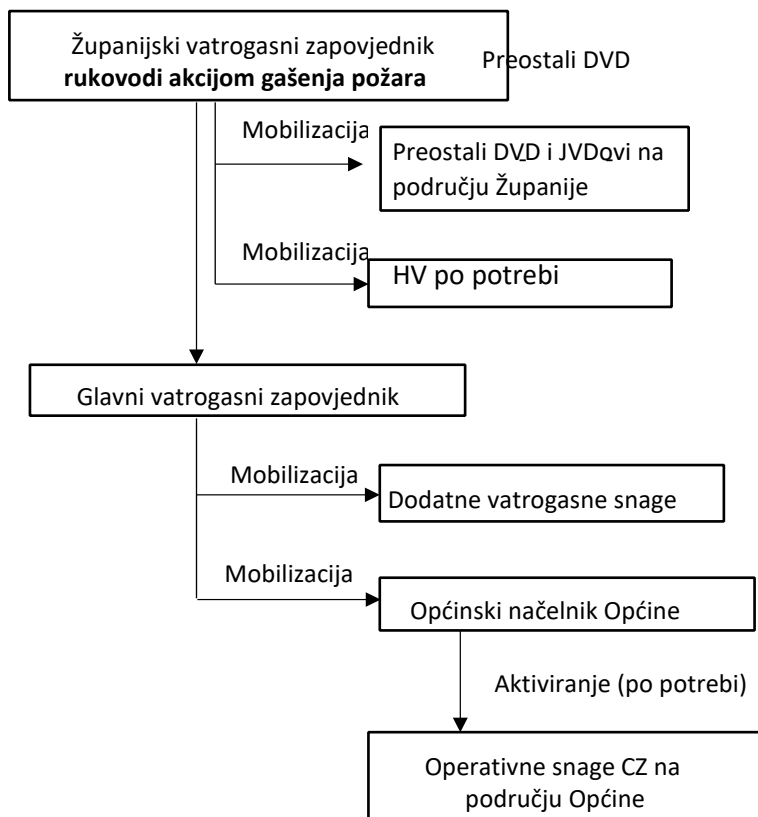 Županijski vatrogasni zapovjednik
rukovodi akcijom gašenja požara
Preostali DVD
Mobilizacija
Preostali DVD i JVDovi na
području Županije
Mobilizacija
HV po potrebi
Glavni vatrogasni zapovjednik
Mobilizacija
Dodatne vatrogasne snage
Mobilizacija
Općinski načelnik Općine
Aktiviranje (po potrebi)
Operativne snage CZ na
području Općine